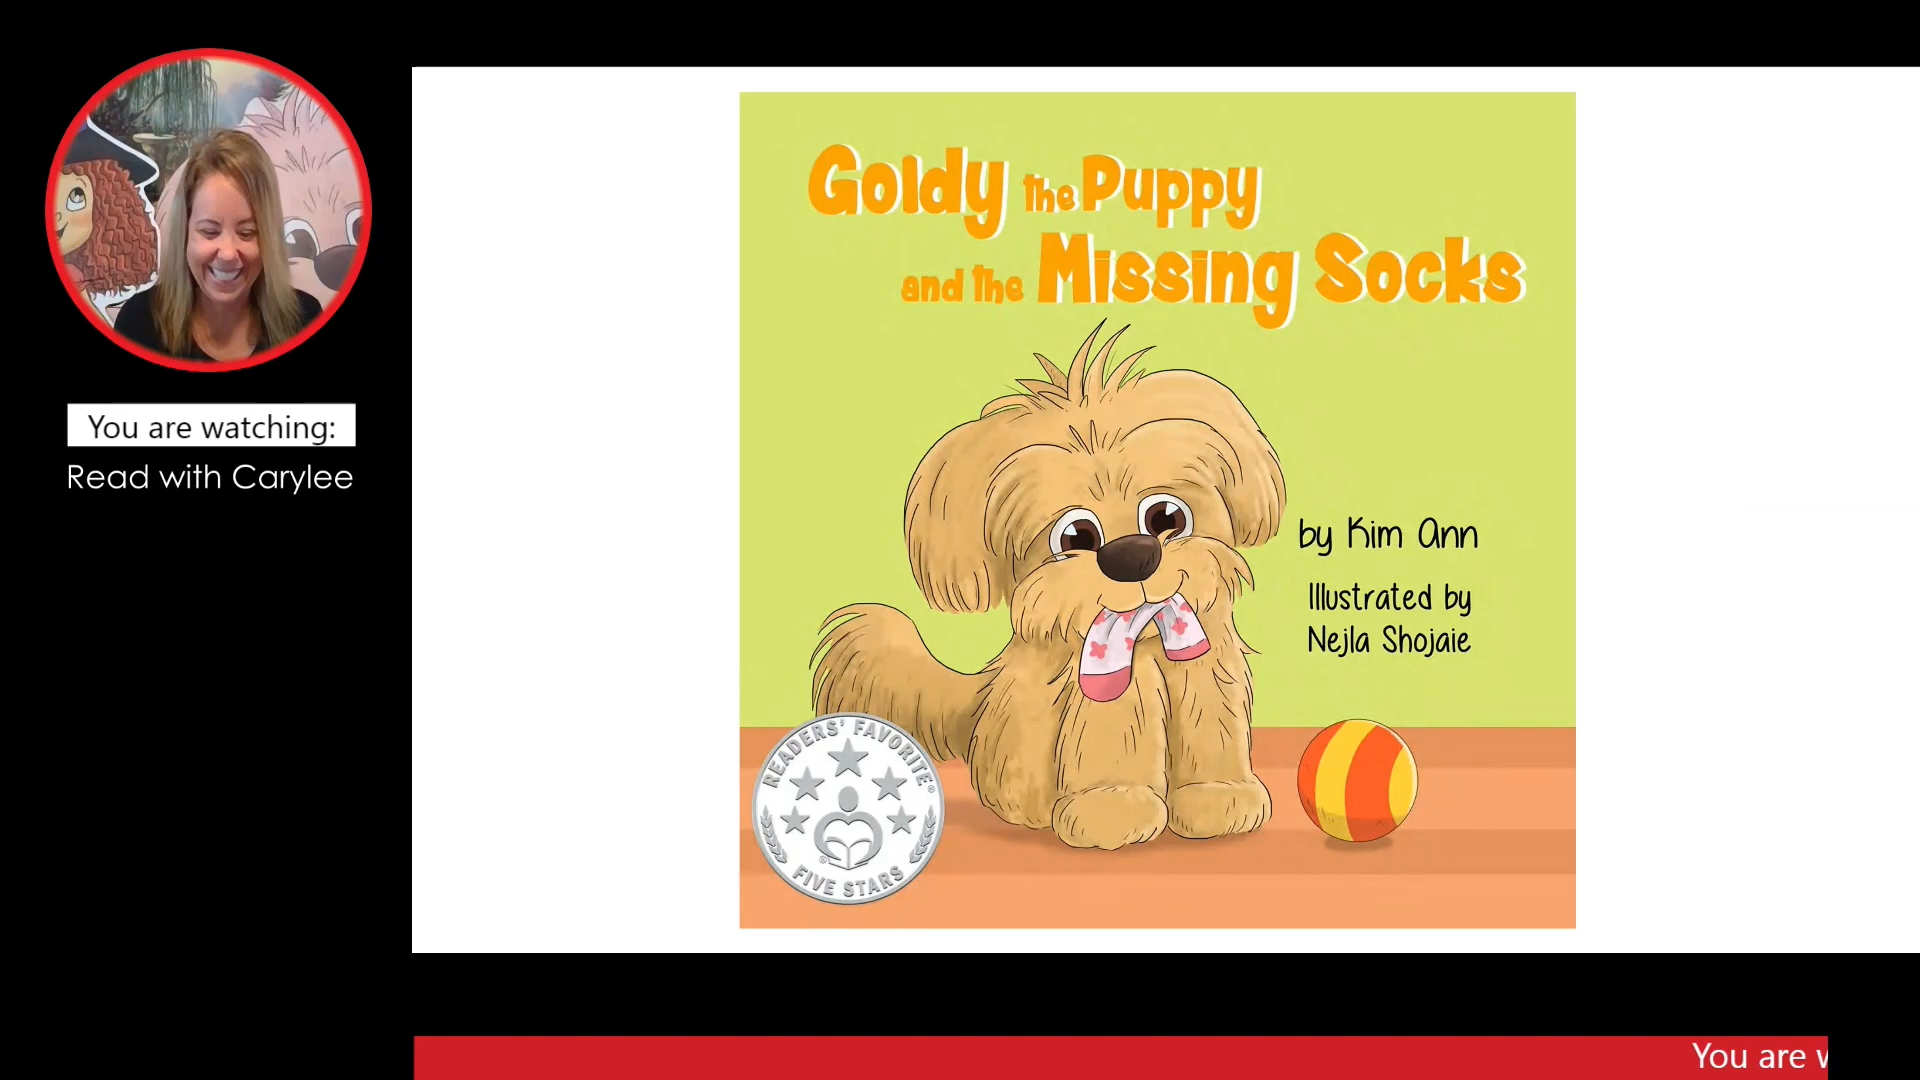 You are watching:
Read with Carylee
Goldy the Puppy
and the Missing Socks
by Kim Ann
Illustrated by
Nejla Shojaie
READERS' FAVORITE®
®
FIVE STARS
You are